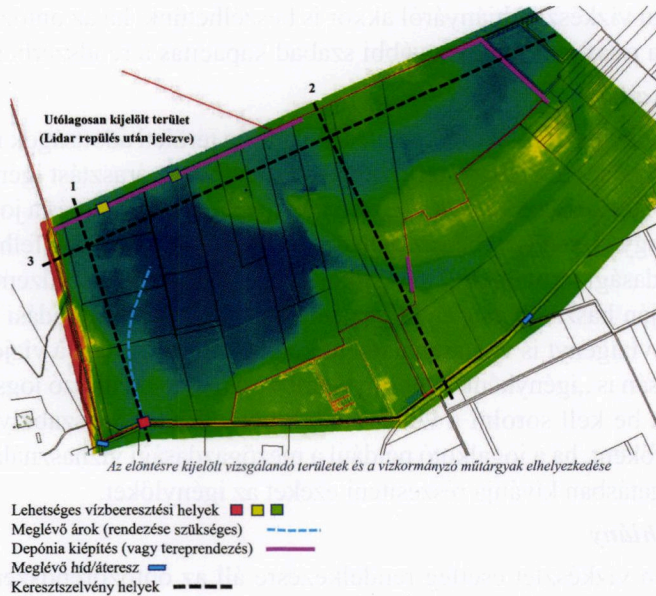 Utólagosan kijelölt terület
(Lidar repülés után jelezve)
1
2
3
Az elöntésre kijelölt vizsgálandó területek és a vízkormányzó műtárgyak elhelyezkedése
Lehetséges vízbeeresztési helyek
Meglévő árok (rendezése szükséges)
Depónia kiépítés (vagy tereprendezés)
Meglévő híd/áteresz
Keresztszelvény helyek